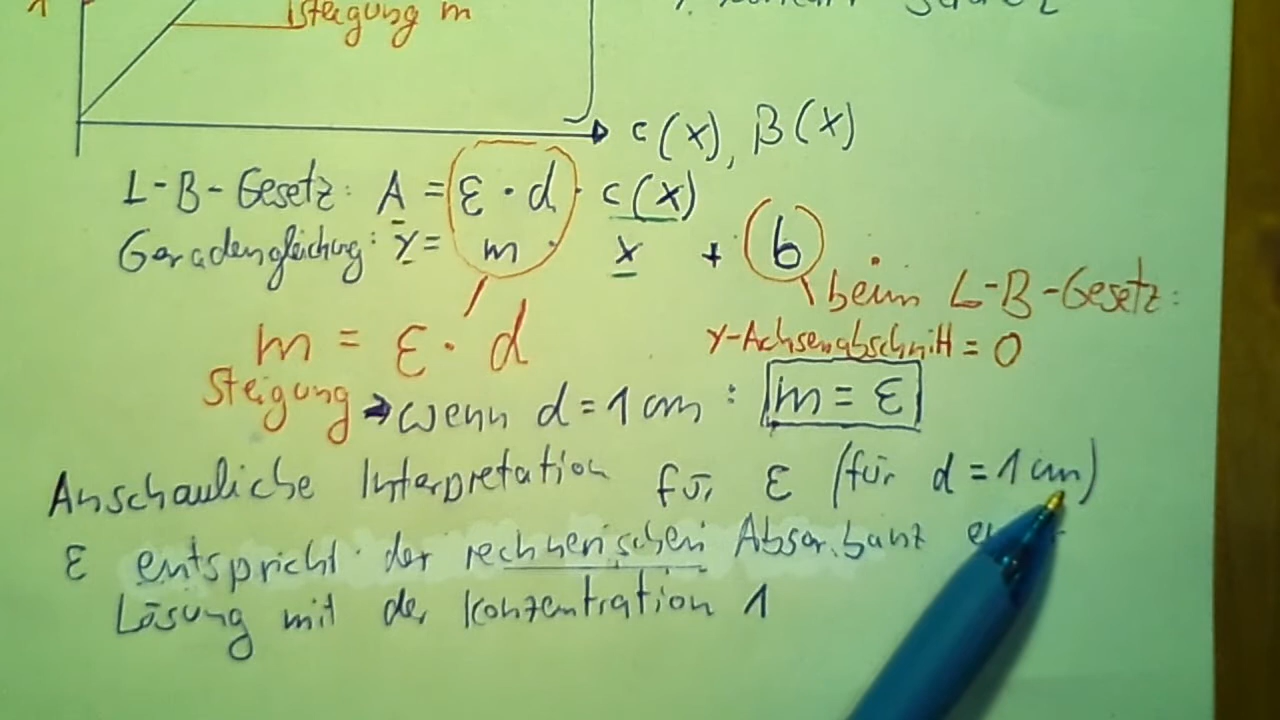 1
Steigung m
c(x), β(x)
L-B-Gesetz: A = ε · d · c(x)
Geradengleichung: y = m · x + b
beim L-B-Gesetz:
m = ε · d
y-Achsenabschnitt = 0
Steigung
→ wenn d = 1 cm : m = ε
Anschauliche Interpretation für ε (für d = 1 cm)
ε entspricht der rechnerischen Absorbanz
Lösung mit der Konzentration 1